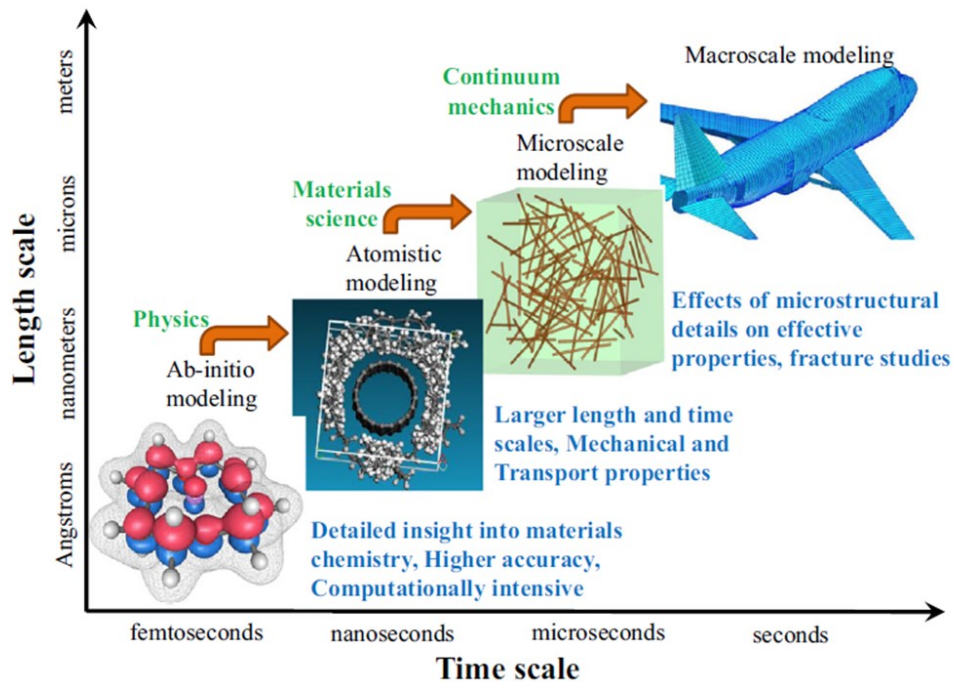 Length scale
meters
microns
nanometers
Angstroms
Macroscale modeling
Continuum
mechanics
Microscale
modeling
Materials
science
Atomistic
modeling
Physics
Ab-initio
modeling
Effects of microstructural
details on effective
properties, fracture studies
Larger length and time
scales, Mechanical and
Transport properties
Detailed insight into materials
chemistry, Higher accuracy,
Computationally intensive
femtoseconds
nanoseconds
microseconds
seconds
Time scale